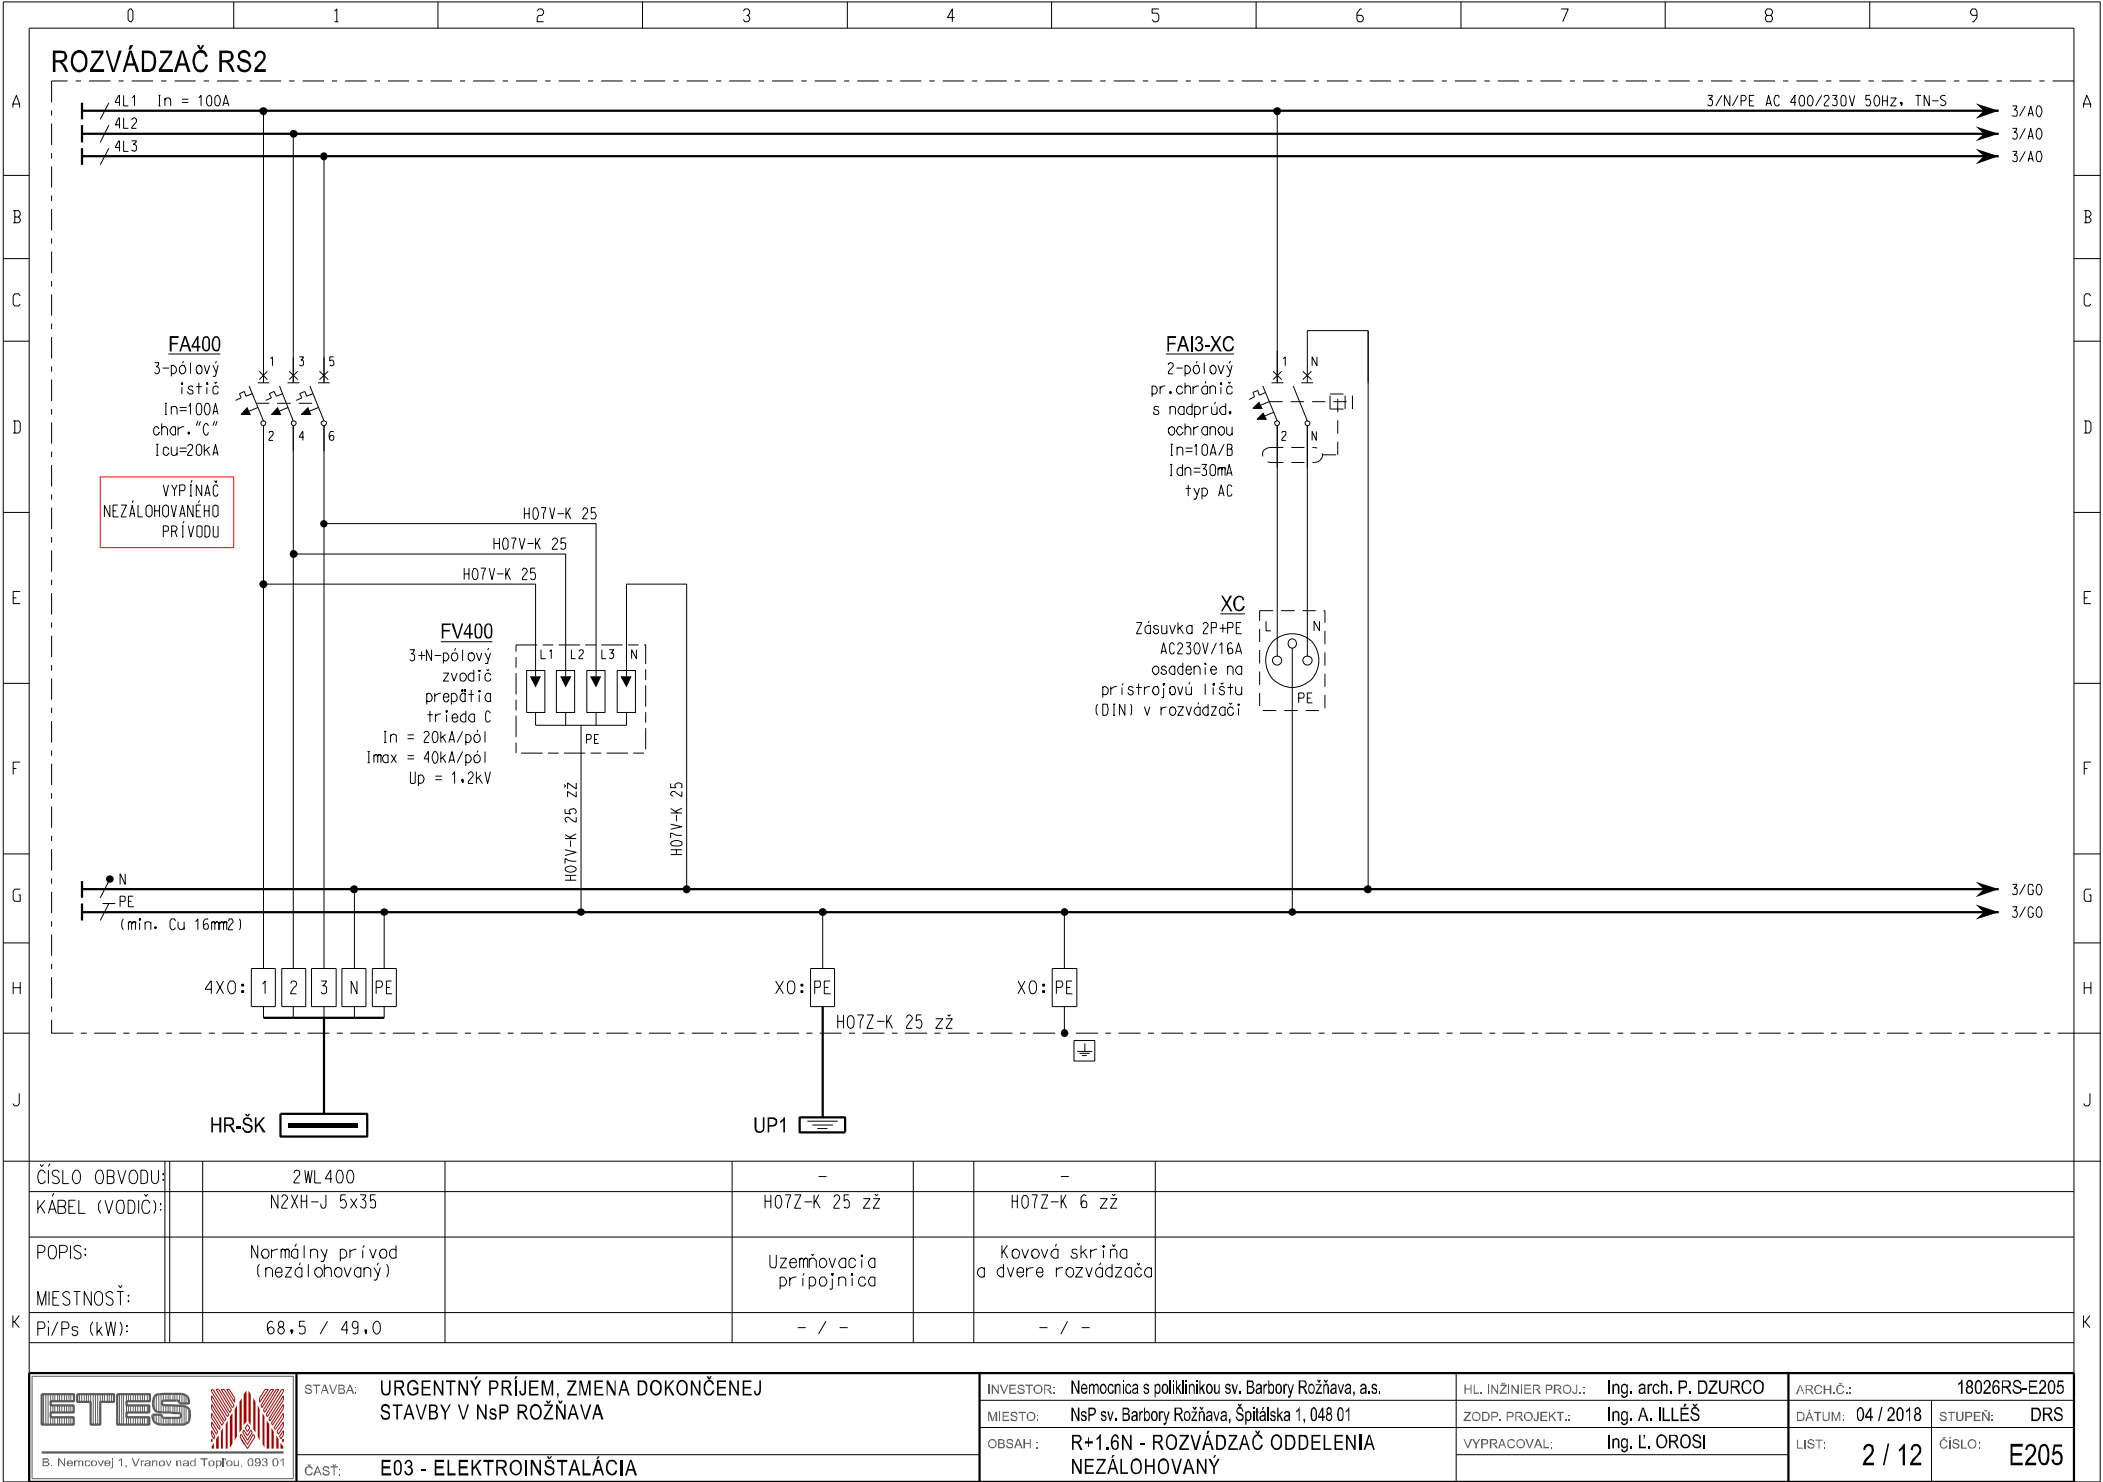 0 1 2 3 4 5 6 7 8 9
ROZVÁDZAČ RS2
A A
4L1 In = 100A
3/N/PE AC 400/230V 50Hz, TN-S
3/A0
4L2
3/A0
4L3
3/A0
B B
C C
D D
E E
F F
G G
H H
J J
K K
FA400
3-pólový
istič
In=100A
char."C"
Icu=20kA
1 3 5
2 4 6
VYPÍNAČ
NEZÁLOHOVANÉHO
PRÍVODU
H07V-K 25
H07V-K 25
H07V-K 25
FV400
3+N-pólový
zvodič
prepätia
trieda C
In = 20kA/pól
Imax = 40kA/pól
Up = 1.2kV
L1 L2 L3 N
PE
H07V-K 25 zž
H07V-K 25
FAI3-XC
2-pólový
pr.chránič
s nadprúd.
ochranou
In=10A/B
Idn=30mA
typ AC
1 N
2 N
I
XC
Zásuvka 2P+PE
AC230V/16A
osadenie na
prístrojovú lištu
(DIN) v rozvádzači
L N
PE
N
3/G0
PE
3/G0
(min. Cu 16mm2)
4X0: 1 2 3 N PE
X0: PE
X0: PE
H07Z-K 25 zž
HR-ŠK
UP1
ČÍSLO OBVODU: 2WL400 - -
KÁBEL (VODIČ): N2XH-J 5x35 H07Z-K 25 zž H07Z-K 6 zž
POPIS: Normálny prívod
(nezálohovaný)
Uzemňovacia
prípojnica
Kovová skriňa
a dvere rozvádzača
MIESTNOSŤ:
Pi/Ps (kW): 68,5 / 49,0 - / - - / -
ETES
B. Nemcovej 1, Vranov nad Topľou, 093 01
STAVBA: URGENTNÝ PRÍJEM, ZMENA DOKONČENEJ
STAVBY V NsP ROŽŇAVA
ČASŤ: E03 - ELEKTROINŠTALÁCIA
INVESTOR: Nemocnica s poliklinikou sv. Barbory Rožňava, a.s.
MIESTO: NsP sv. Barbory Rožňava, Špitálska 1, 048 01
OBSAH : R+1.6N - ROZVÁDZAČ ODDELENIA
NEZÁLOHOVANÝ
HL. INŽINIER PROJ.: Ing. arch. P. DZURCO
ZODP. PROJEKT.: Ing. A. ILLÉŠ
VYPRACOVAL: Ing. Ľ. OROSI
ARCH.Č.: 18026RS-E205
DÁTUM: 04 / 2018 STUPEŇ: DRS
LIST: 2 / 12 ČÍSLO: E205